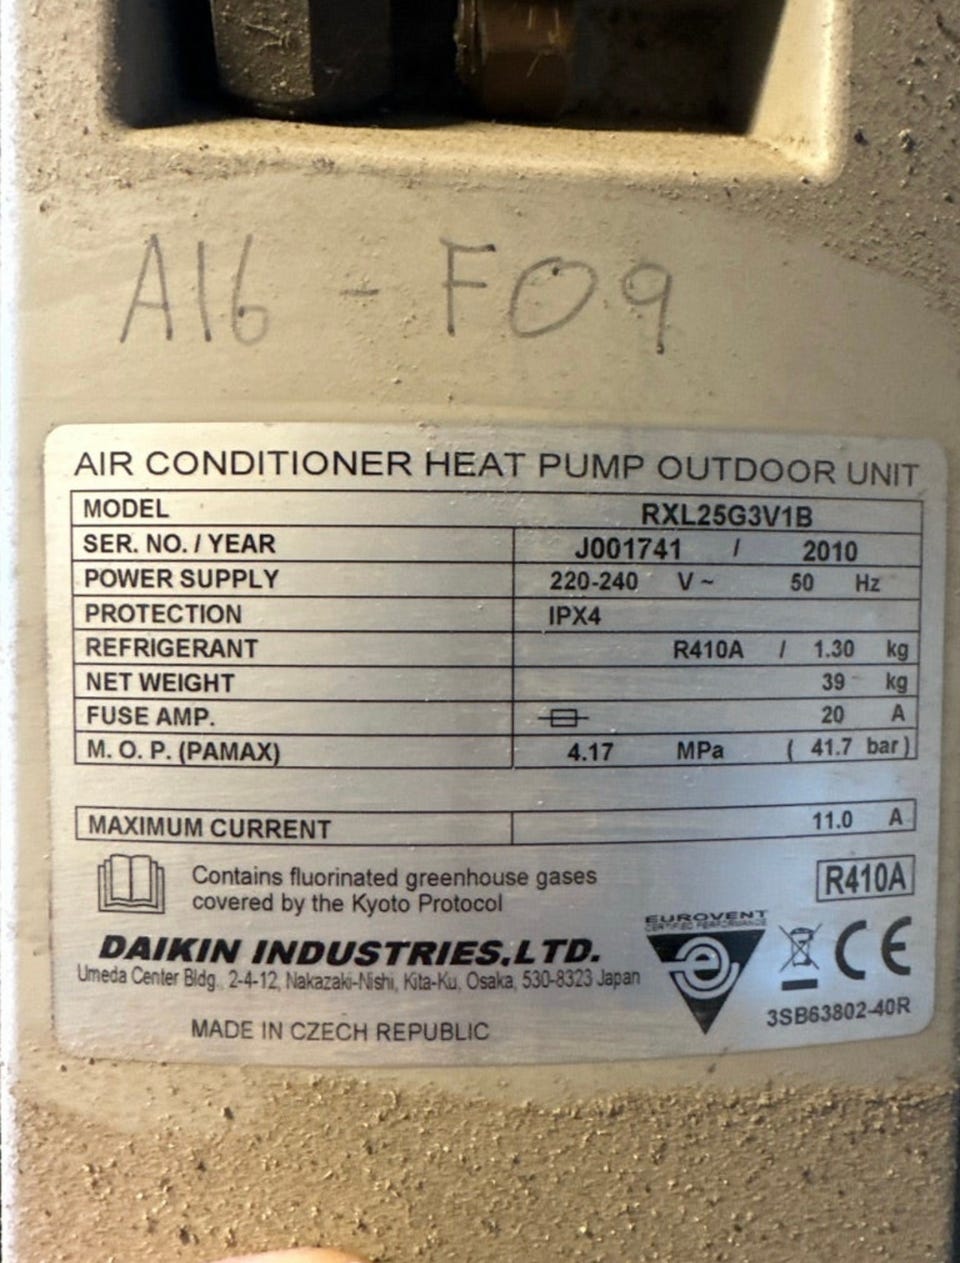 A16 - F09
AIR CONDITIONER HEAT PUMP OUTDOOR UNIT
MODEL RXL25G3V1B
SER. NO. / YEAR J001741 / 2010
POWER SUPPLY 220-240 V ~ 50 Hz
PROTECTION IPX4
REFRIGERANT R410A / 1.30 kg
NET WEIGHT 39 kg
FUSE AMP. 20 A
M. O. P. (PAMAX) 4.17 MPa ( 41.7 bar )
MAXIMUM CURRENT 11.0 A
Contains fluorinated greenhouse gases
covered by the Kyoto Protocol
R410A
DAIKIN INDUSTRIES,LTD.
Umeda Center Bldg., 2-4-12, Nakazaki-Nishi, Kita-Ku, Osaka, 530-8323 Japan
MADE IN CZECH REPUBLIC
EUROVENT
CERTIFIED PERFORMANCE
CE
3SB63802-40R